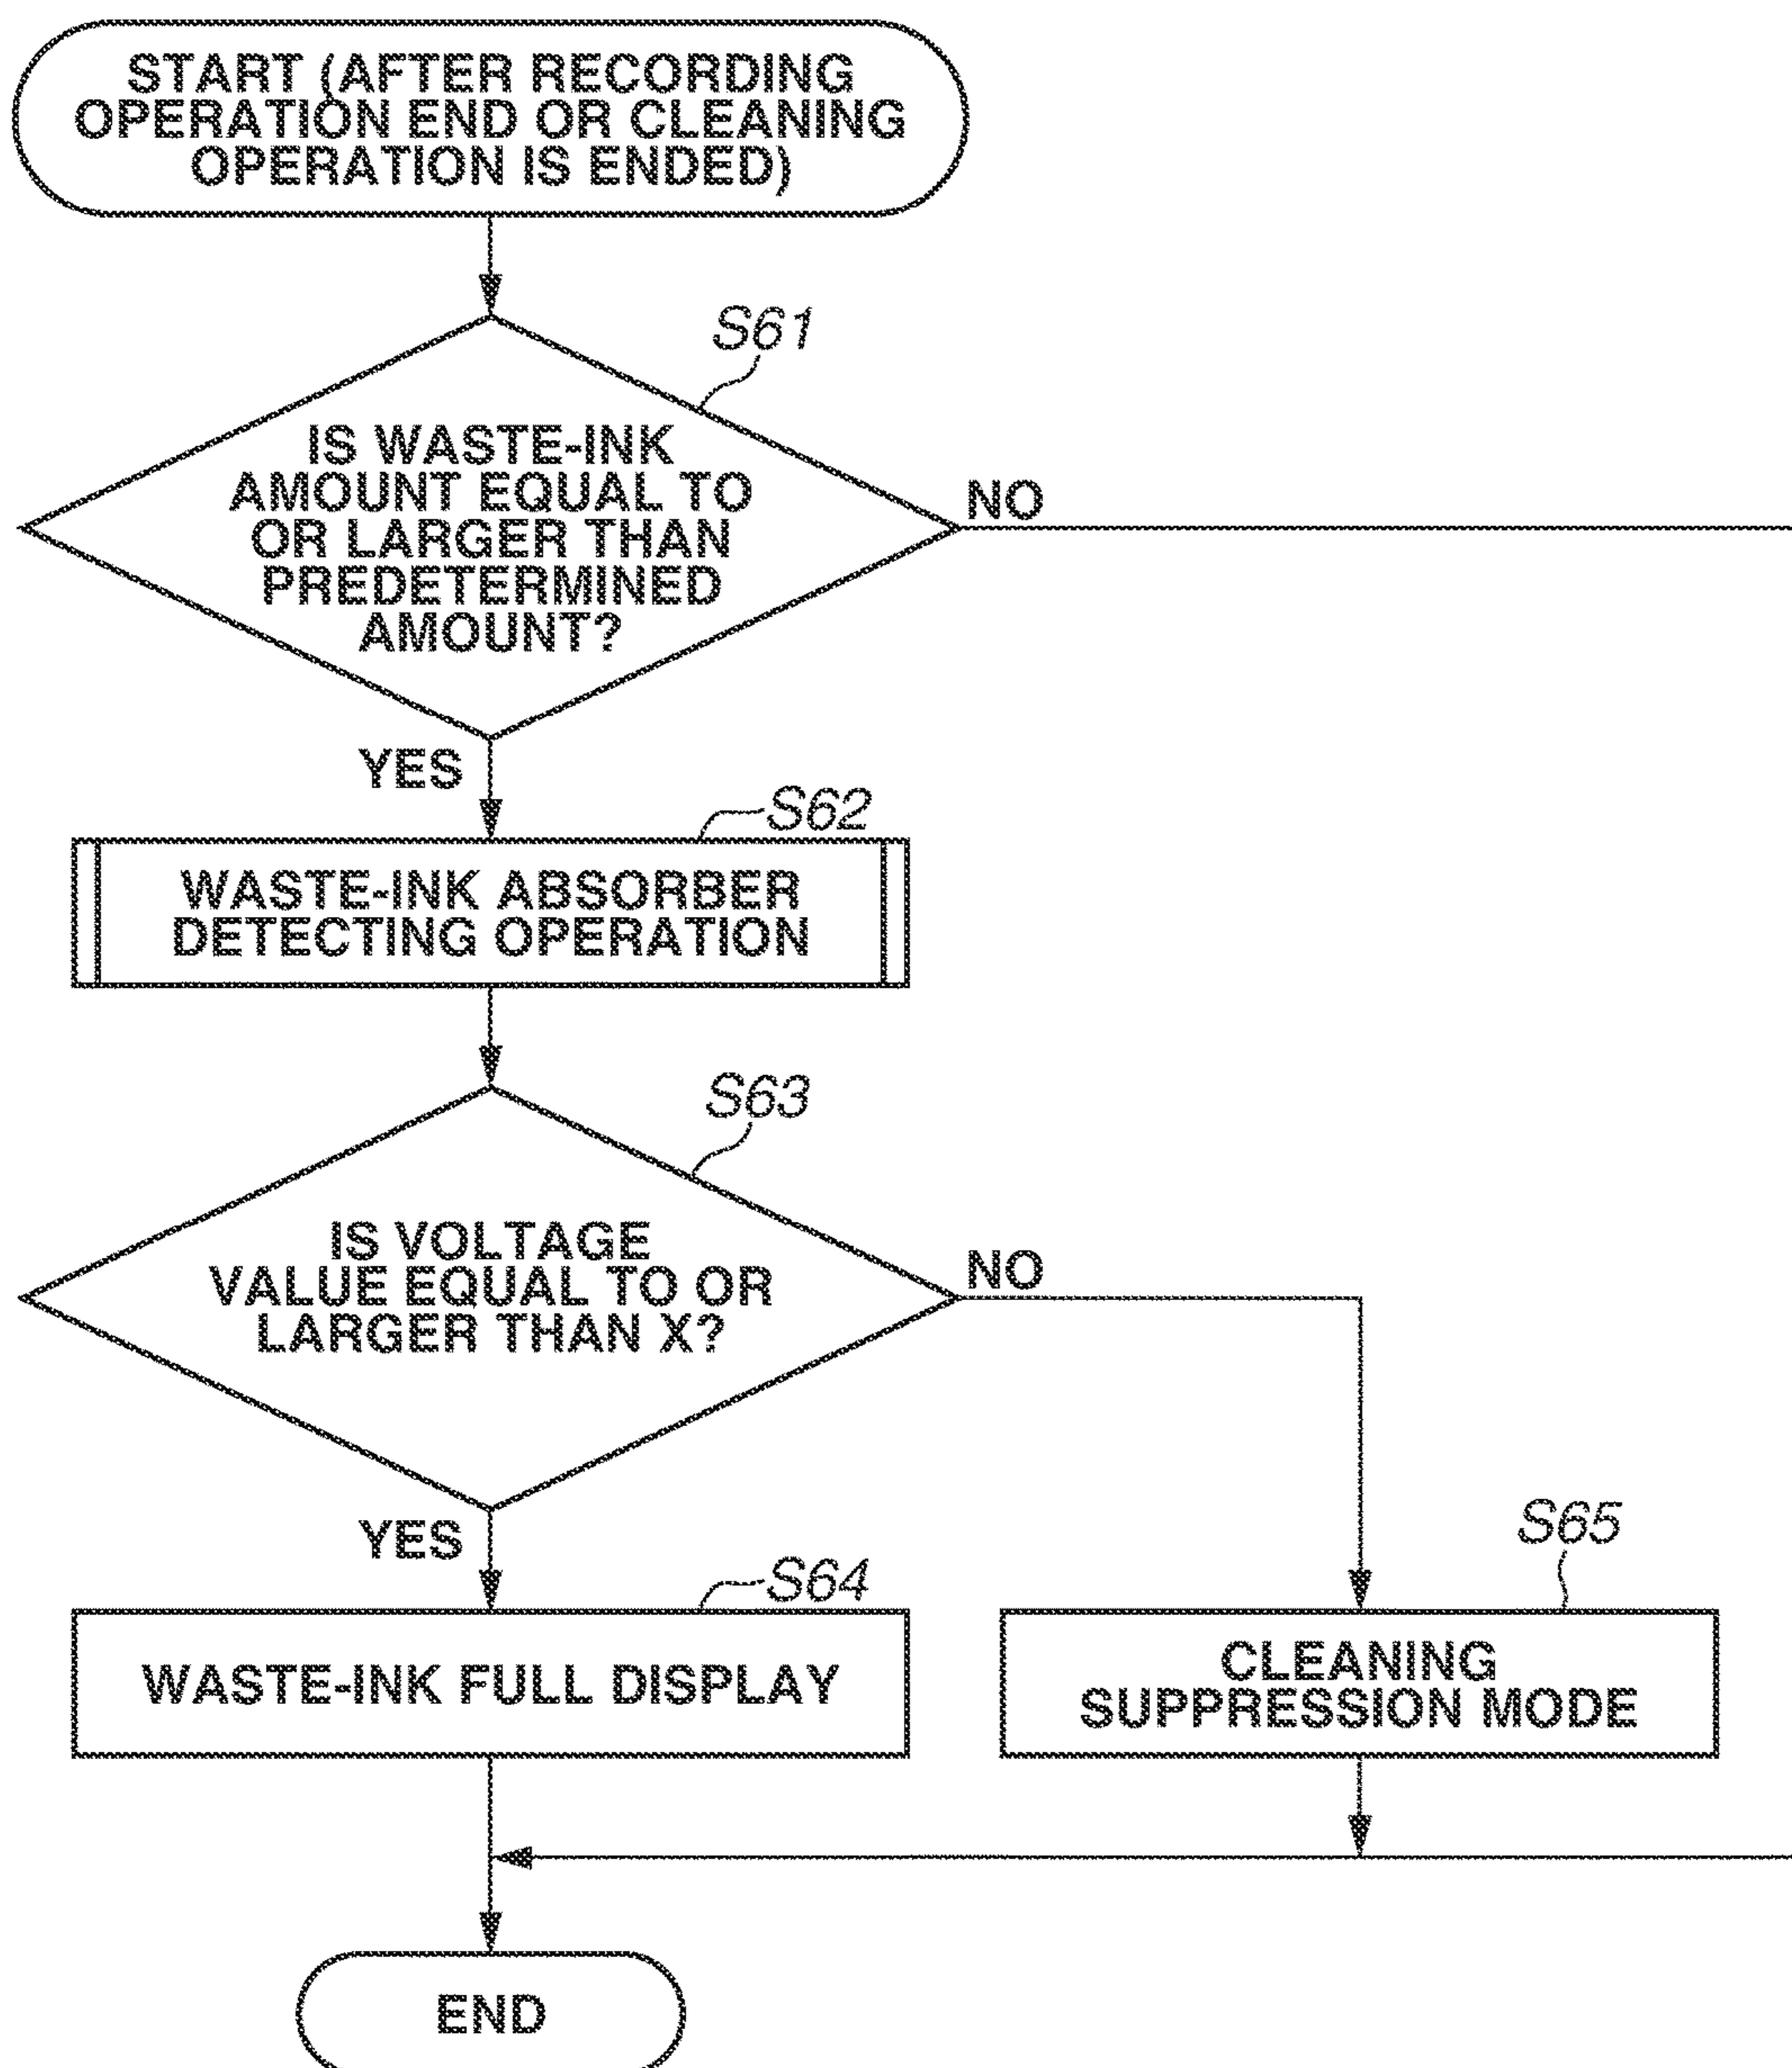 START (AFTER RECORDING
OPERATION END OR CLEANING
OPERATION IS ENDED)
S61
IS WASTE-INK
AMOUNT EQUAL TO
OR LARGER THAN
PREDETERMINED
AMOUNT?
NO
YES
S62
WASTE-INK ABSORBER
DETECTING OPERATION
S63
IS VOLTAGE
VALUE EQUAL TO OR
LARGER THAN X?
NO
YES
S64
WASTE-INK FULL DISPLAY
S65
CLEANING
SUPPRESSION MODE
END